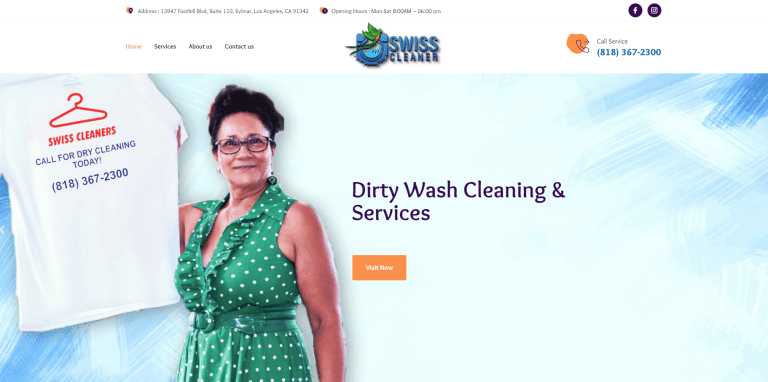 Address : 13947 Foothill Blvd, Suite 110, Sylmar, Los Angeles, CA 91342
Opening Hours : Mon-Sat 8:00AM – 06:00 pm
Home Services About us Contact us
SWISS
CLEANER
Call Service
(818) 367-2300
SWISS CLEANERS
CALL FOR DRY CLEANING
TODAY!
(818) 367-2300
Dirty Wash Cleaning &
Services
Visit Now